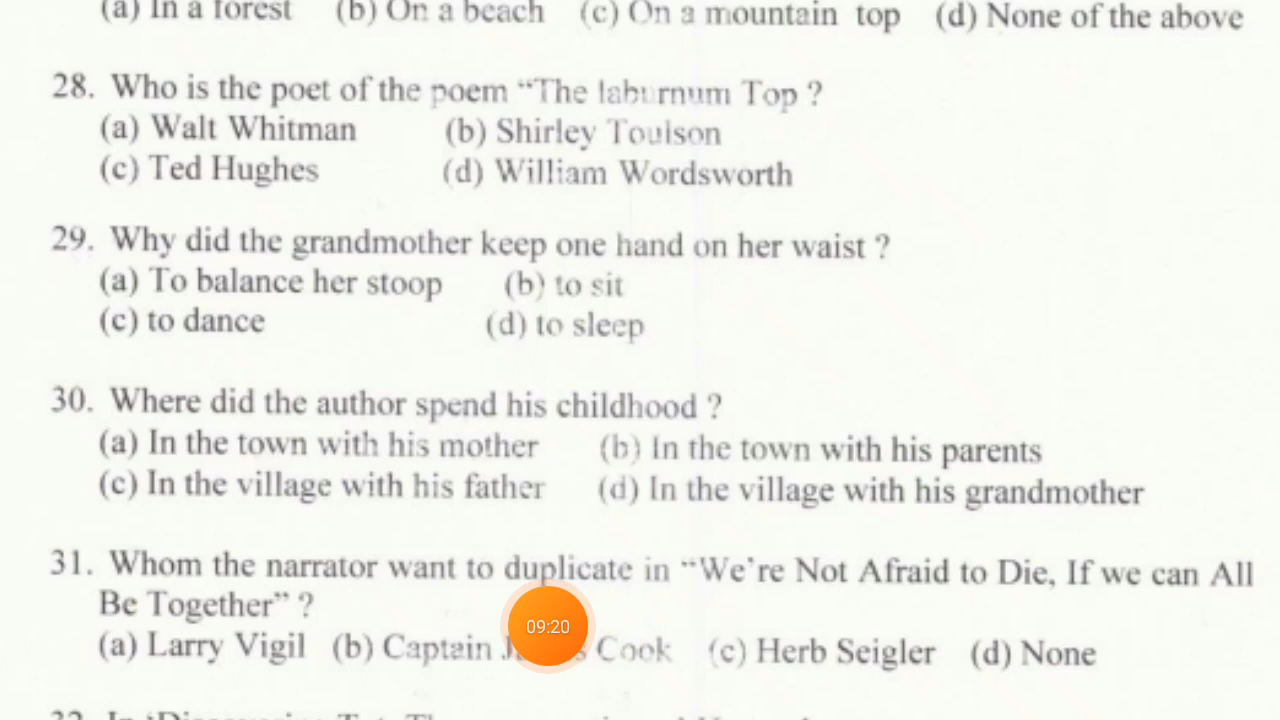 (a) In a forest (b) On a beach (c) On a mountain top (d) None of the above
28. Who is the poet of the poem “The laburnum Top ?
(a) Walt Whitman (b) Shirley Toulson
(c) Ted Hughes (d) William Wordsworth
29. Why did the grandmother keep one hand on her waist ?
(a) To balance her stoop (b) to sit
(c) to dance (d) to sleep
30. Where did the author spend his childhood ?
(a) In the town with his mother (b) In the town with his parents
(c) In the village with his father (d) In the village with his grandmother
31. Whom the narrator want to duplicate in “We’re Not Afraid to Die, If we can All
Be Together” ?
(a) Larry Vigil (b) Captain Cook (c) Herb Seigler (d) None
09:20